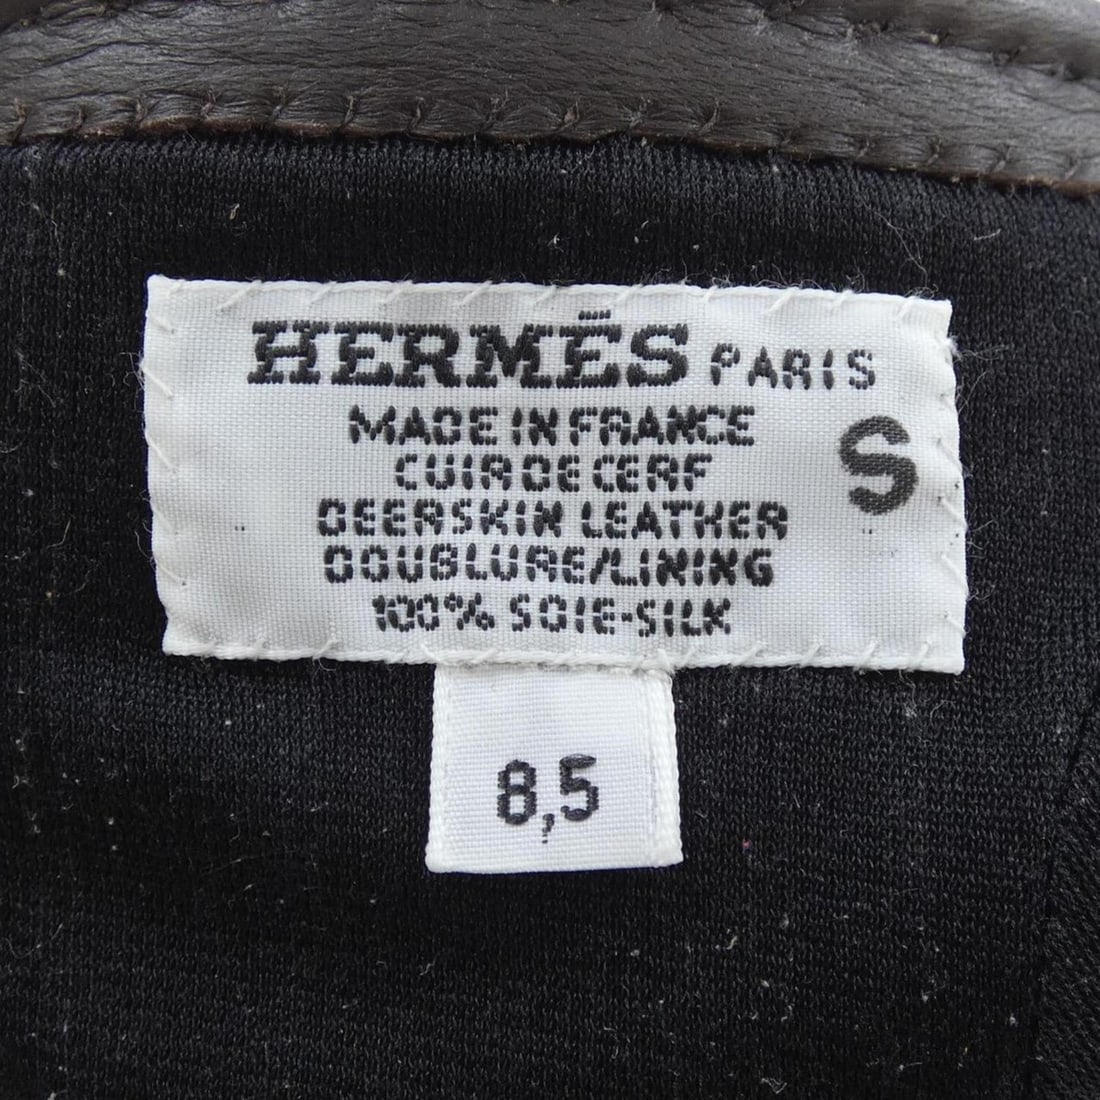 HERMÈS PARIS
MADE IN FRANCE
S
CUIR DE CERF
DEERSKIN LEATHER
DOUBLURE/LINING
100% SOIE-SILK
8,5